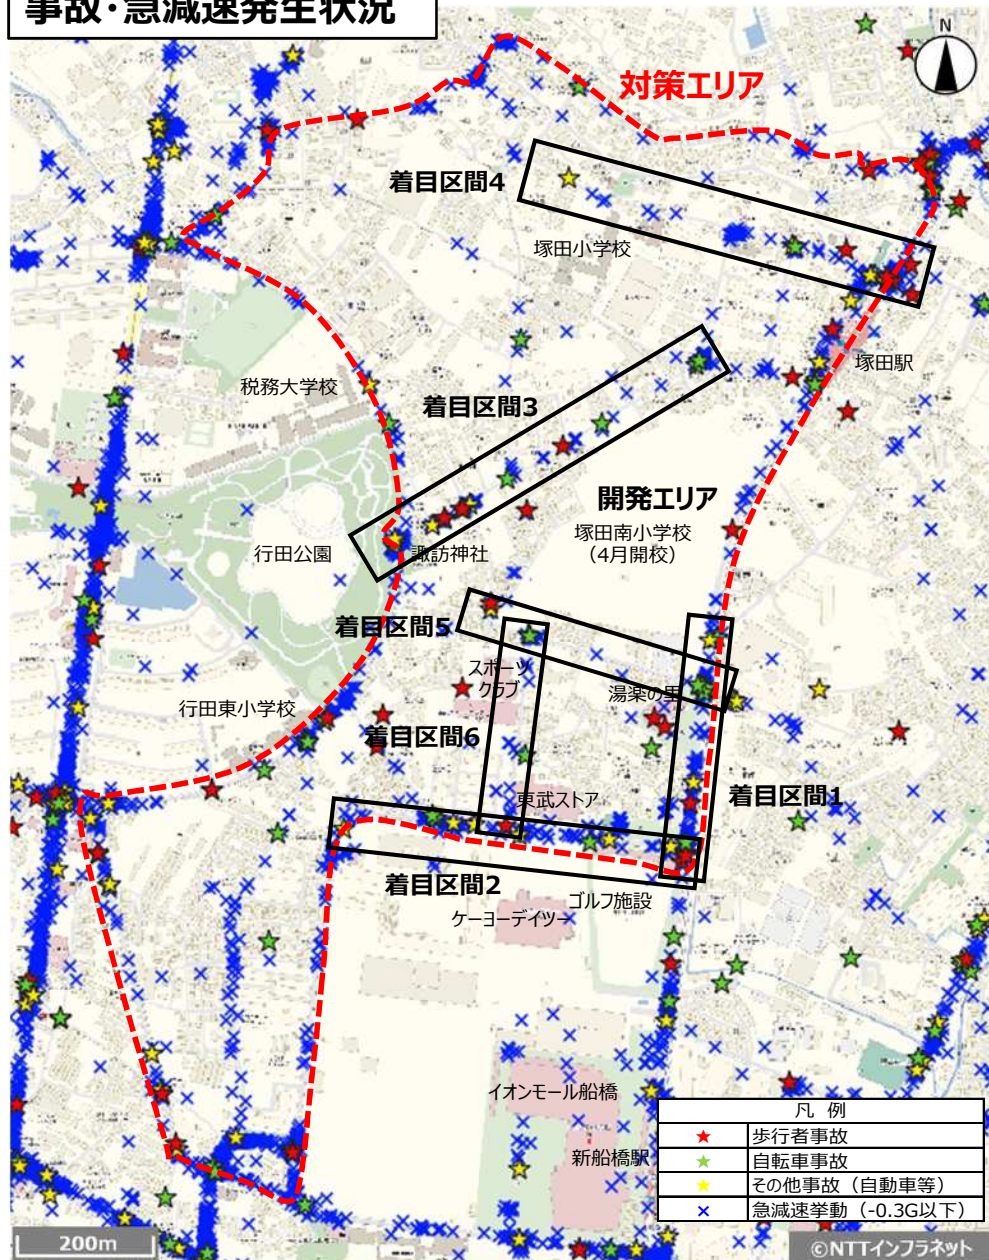 事故・急減速発生状況
N
対策エリア
着目区間4
塚田小学校
塚田駅
税務大学校
着目区間3
開発エリア
塚田南小学校
（4月開校）
行田公園
諏訪神社
着目区間5
スポーツ
クラブ
湯楽の里
行田東小学校
着目区間6
東武ストア
着目区間1
着目区間2
ゴルフ施設
ケーヨーデイツー
イオンモール船橋
新船橋駅
凡 例
歩行者事故
自転車事故
その他事故（自動車等）
急減速挙動（-0.3G以下）
200m
©NTTインフラネット